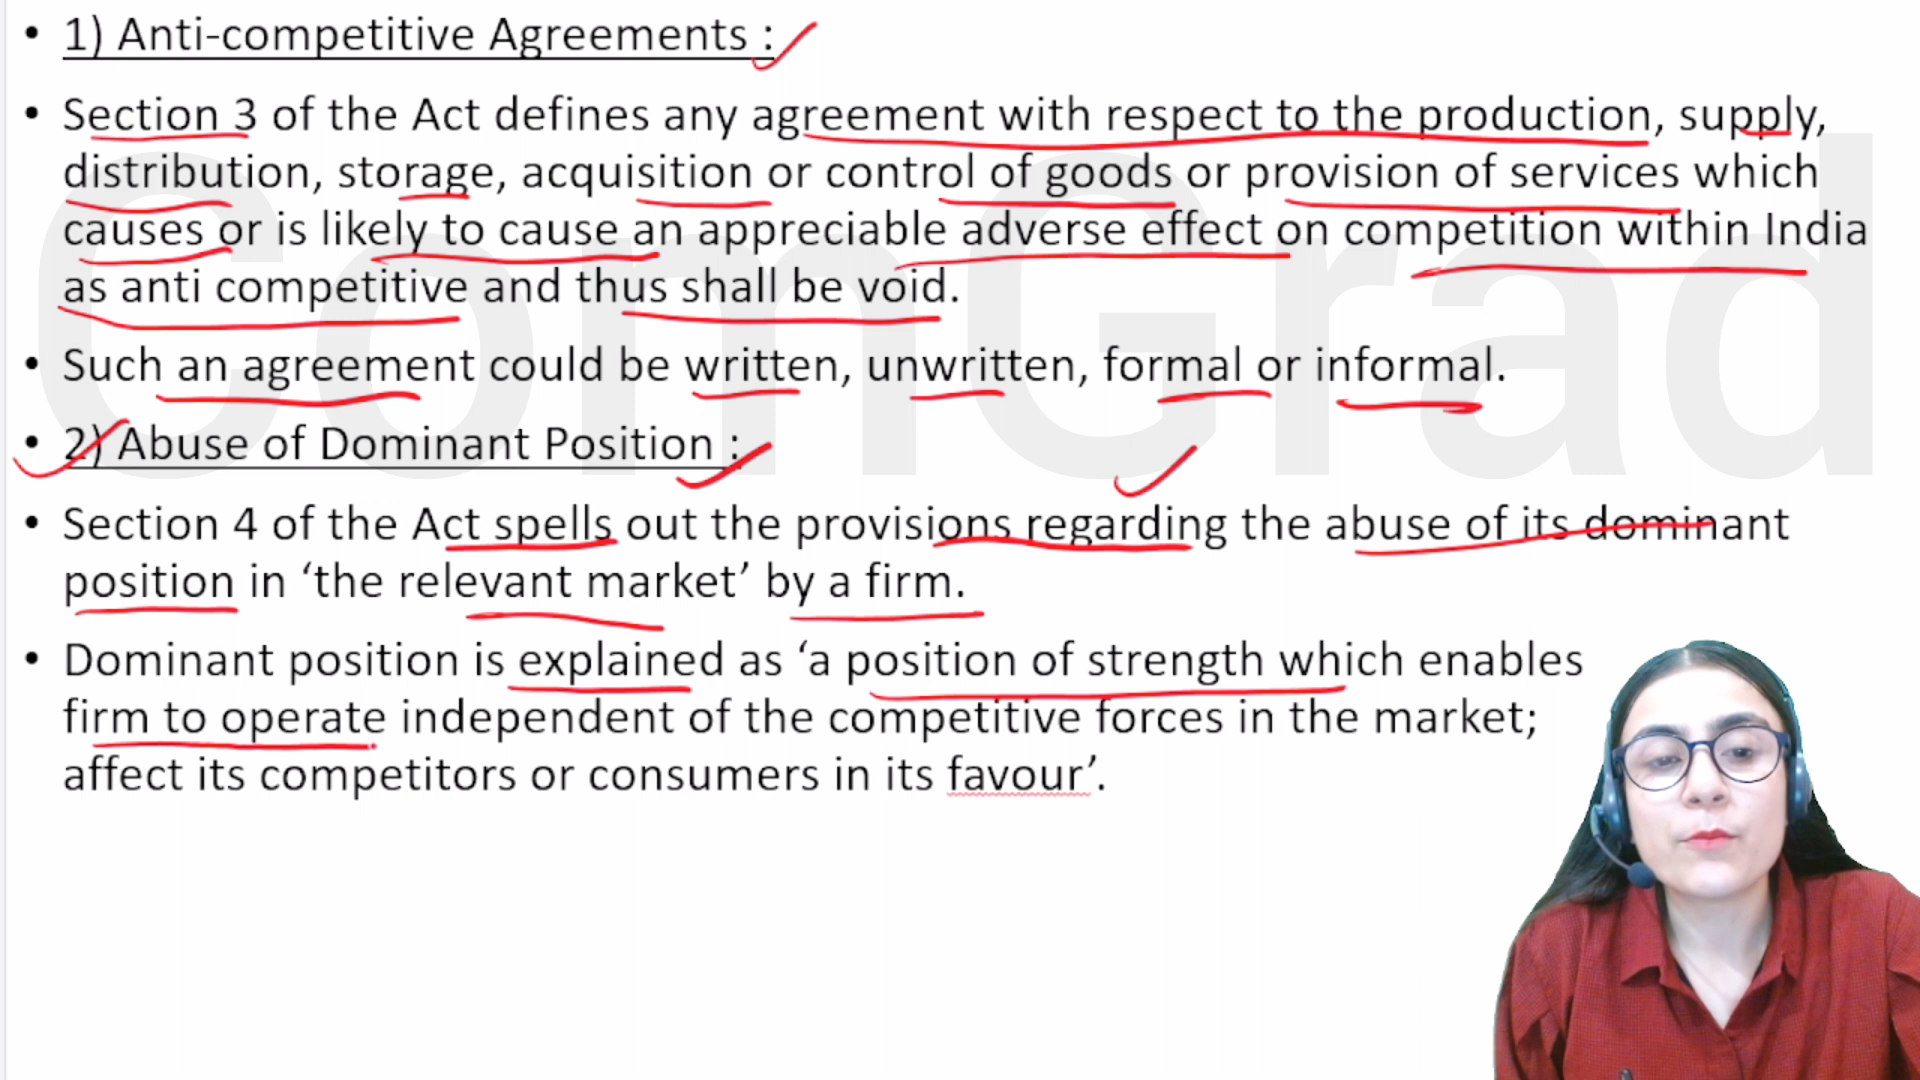 • 1) Anti-competitive Agreements :
• Section 3 of the Act defines any agreement with respect to the production, supply,
distribution, storage, acquisition or control of goods or provision of services which
causes or is likely to cause an appreciable adverse effect on competition within India
as anti competitive and thus shall be void.
• Such an agreement could be written, unwritten, formal or informal.
• 2) Abuse of Dominant Position :
• Section 4 of the Act spells out the provisions regarding the abuse of its dominant
position in ‘the relevant market’ by a firm.
• Dominant position is explained as ‘a position of strength which enables
firm to operate independent of the competitive forces in the market;
affect its competitors or consumers in its favour’.
ComGrad